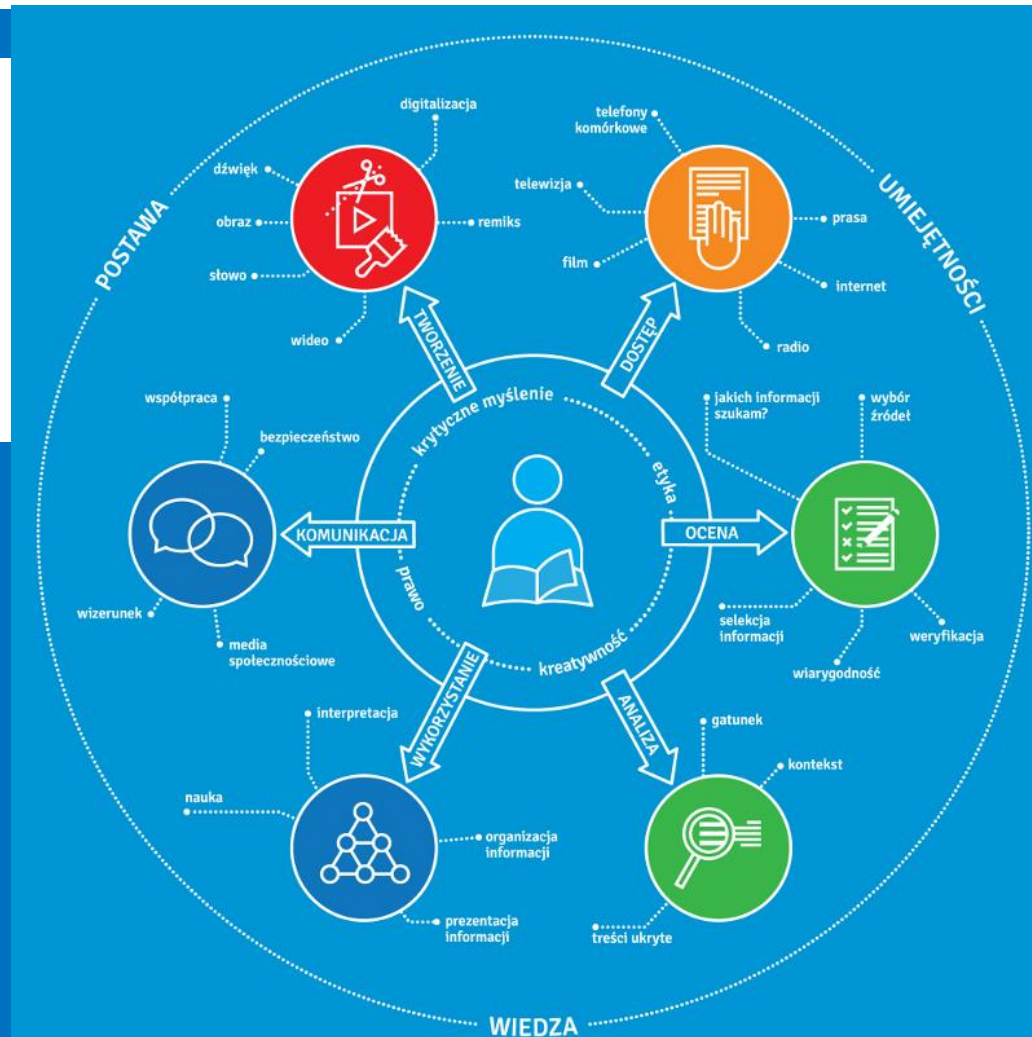 digitalizacja
dźwięk
obraz
słowo
wideo
remiks
telefony
komórkowe
telewizja
film
prasa
internet
radio
POSTAWA
UMIEJĘTNOŚCI
TWORZENIE
DOSTĘP
współpraca
bezpieczeństwo
wizerunek
media
społecznościowe
KOMUNIKACJA
krytyczne myślenie
etyka
prawo
kreatywność
OCENA
jakich informacji
szukam?
wybór
źródeł
selekcja
informacji
wiarygodność
weryfikacja
WYKORZYSTANIE
ANALIZA
interpretacja
nauka
organizacja
informacji
prezentacja
informacji
gatunek
kontekst
treści ukryte
WIEDZA